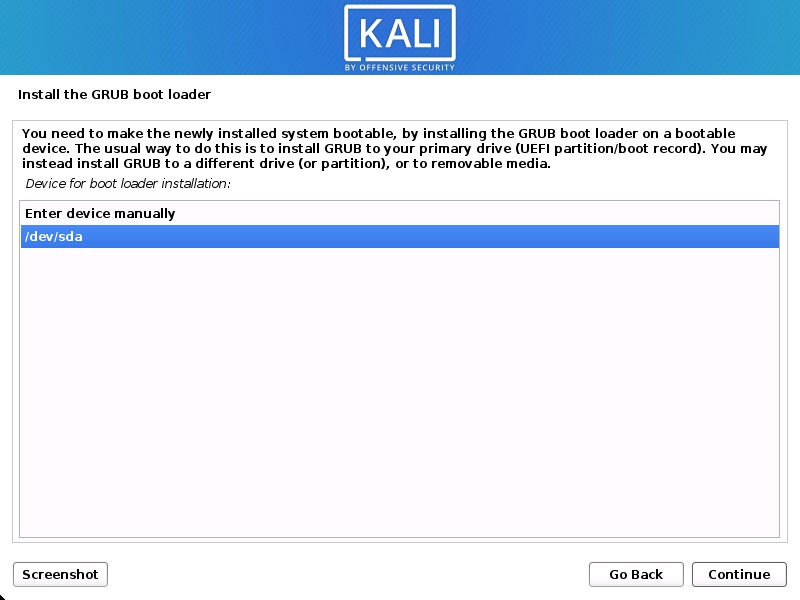 KALI
BY OFFENSIVE SECURITY
Install the GRUB boot loader
You need to make the newly installed system bootable, by installing the GRUB boot loader on a bootable
device. The usual way to do this is to install GRUB to your primary drive (UEFI partition/boot record). You may
instead install GRUB to a different drive (or partition), or to removable media.
Device for boot loader installation:
Enter device manually
/dev/sda
Screenshot
Go Back
Continue